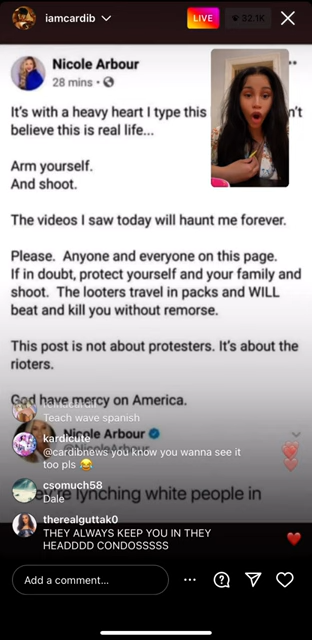 iamcardib
LIVE
32.1K
Nicole Arbour
28 mins
It's with a heavy heart I type this
n't
believe this is real life...
Arm yourself.
And shoot.
The videos I saw today will haunt me forever.
Please. Anyone and everyone on this page.
If in doubt, protect yourself and your family and
shoot. The looters travel in packs and WILL
beat and kill you without remorse.
This post is not about protesters. It's about the
rioters.
God have mercy on America.
Teach wave spanish
Nicole Arbour
kardicute
@NicoleArbour
@cardibnews you know you wanna see it
too pls 😂
csomuch58
lynching white people in
Dale
therealguttak0
THEY ALWAYS KEEP YOU IN THEY
HEADDDD CONDOSSSSS
Add a comment...